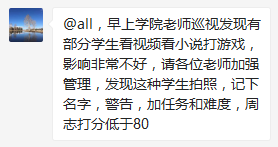 @all，早上学院老师巡视发现有
部分学生看视频看小说打游戏，
影响非常不好，请各位老师加强
管理，发现这种学生拍照，记下
名字，警告，加任务和难度，周
志打分低于80